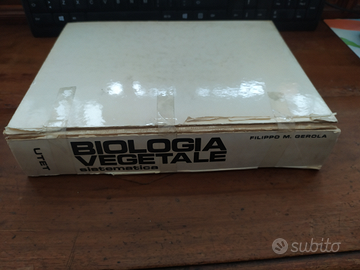 UTET
BIOLOGIA
VEGETALE
sistematica
FILIPPO M. GEROLA
subito